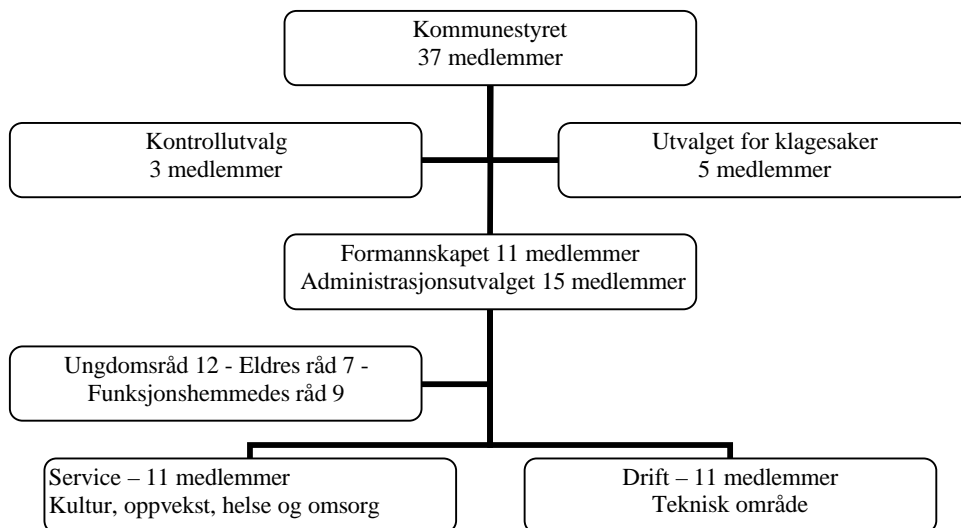 Kommunestyret
37 medlemmer
Kontrollutvalg
3 medlemmer
Utvalget for klagesaker
5 medlemmer
Formannskapet 11 medlemmer
Administrasjonsutvalget 15 medlemmer
Ungdomsråd 12 - Eldres råd 7 -
Funksjonshemmedes råd 9
Service – 11 medlemmer
Kultur, oppvekst, helse og omsorg
Drift – 11 medlemmer
Teknisk område